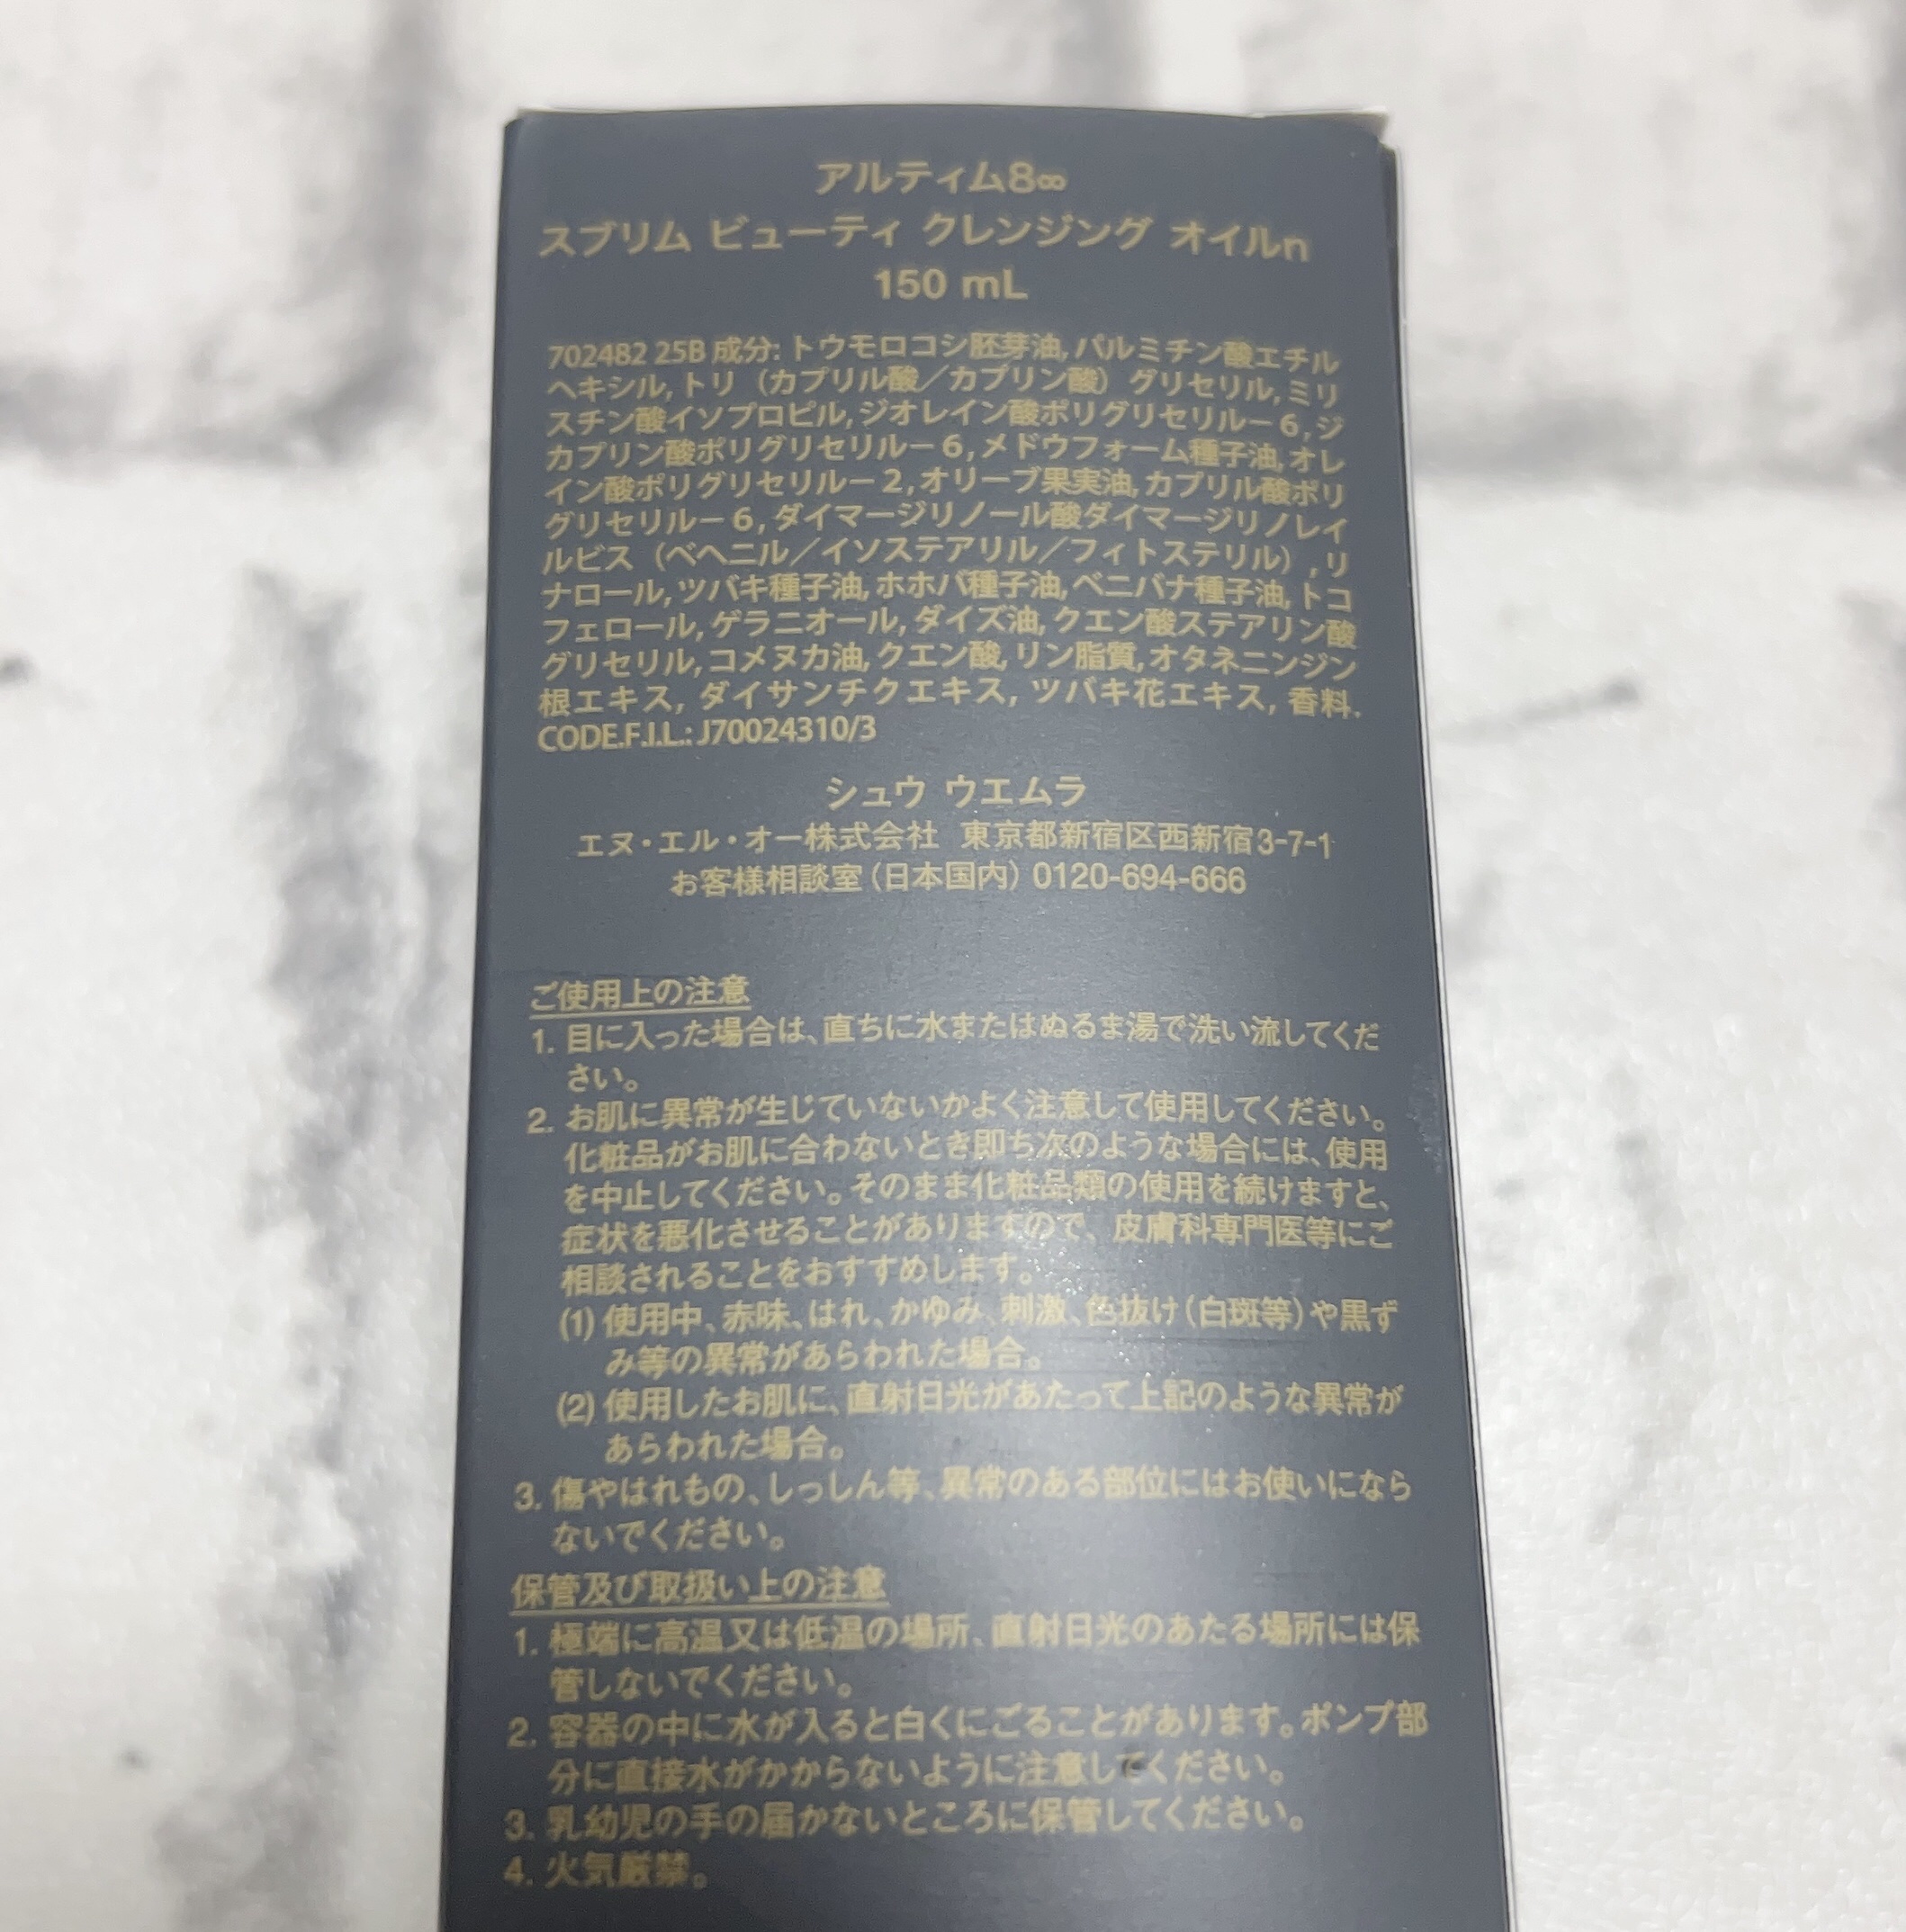 アルティム8∞
スブリム ビューティ クレンジング オイルn
150 mL
702482 25B 成分: トウモロコシ胚芽油, パルミチン酸エチル
ヘキシル, トリ（カプリル酸／カプリン酸）グリセリル, ミリ
スチン酸イソプロピル, ジオレイン酸ポリグリセリル－6, ジ
カプリン酸ポリグリセリル－6, メドウフォーム種子油, オレ
イン酸ポリグリセリル－2, オリーブ果実油, カプリル酸ポリ
グリセリル－6, ダイマージリノール酸ダイマージリノレイ
ルビス（ベヘニル／イソステアリル／フィトステリル）, リ
ナロール, ツバキ種子油, ホホバ種子油, ベニバナ種子油, トコ
フェロール, ゲラニオール, ダイズ油, クエン酸ステアリン酸
グリセリル, コメヌカ油, クエン酸, リン脂質, オタネニンジン
根エキス, ダイサンチクエキス, ツバキ花エキス, 香料.
CODE.F.I.L.: J70024310/3
シュウ ウエムラ
エヌ・エル・オー株式会社 東京都新宿区西新宿3-7-1
お客様相談室（日本国内）0120-694-666
ご使用上の注意
1. 目に入った場合は、直ちに水またはぬるま湯で洗い流してくだ
さい。
2. お肌に異常が生じていないかよく注意して使用してください。
化粧品がお肌に合わないとき即ち次のような場合には、使用
を中止してください。そのまま化粧品類の使用を続けますと、
症状を悪化させることがありますので、皮膚科専門医等にご
相談されることをおすすめします。
(1) 使用中、赤味、はれ、かゆみ、刺激、色抜け（白斑等）や黒ず
み等の異常があらわれた場合。
(2) 使用したお肌に、直射日光があたって上記のような異常が
あらわれた場合。
3. 傷やはれもの、しっしん等、異常のある部位にはお使いになら
ないでください。
保管及び取扱い上の注意
1. 極端に高温又は低温の場所、直射日光のあたる場所には保
管しないでください。
2. 容器の中に水が入ると白くにごることがあります。ポンプ部
分に直接水がかからないように注意してください。
3. 乳幼児の手の届かないところに保管してください。
4. 火気厳禁。